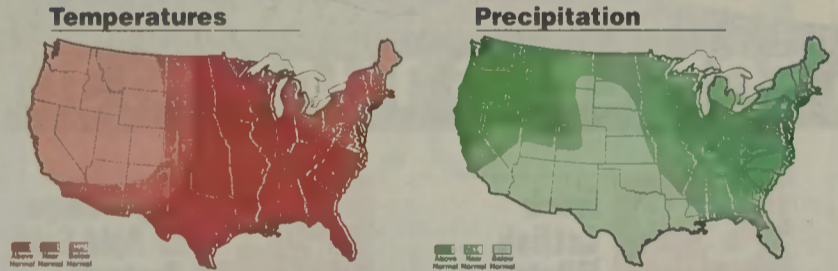 Temperatures
Precipitation
Above Normal
Near Normal
Below Normal
Above Normal
Near Normal
Below Normal